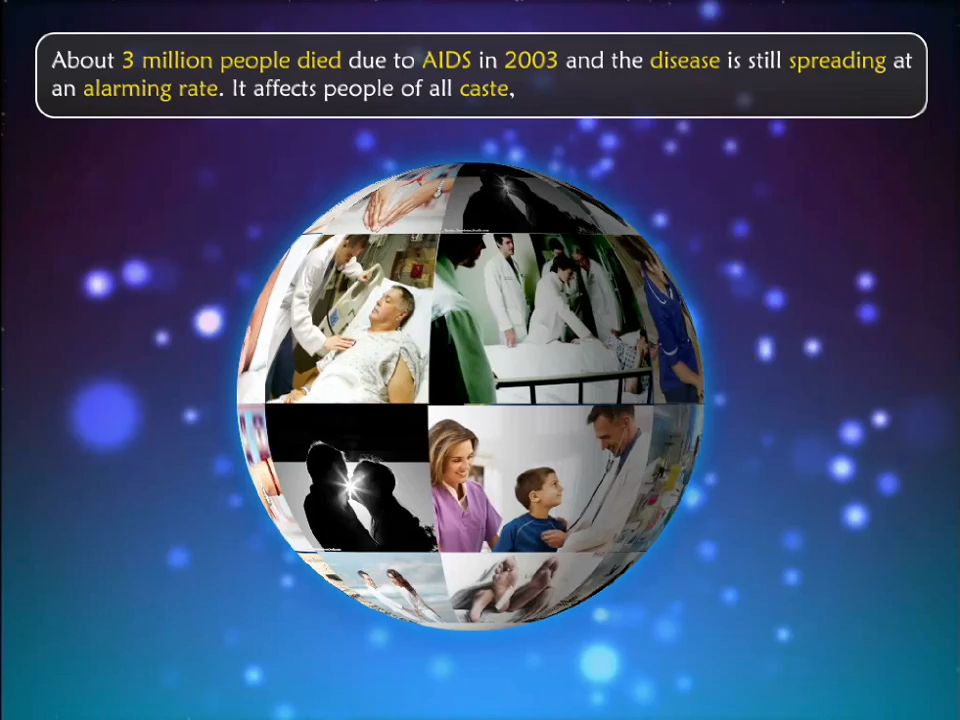 About 3 million people died due to AIDS in 2003 and the disease is still spreading at
an alarming rate. It affects people of all caste,